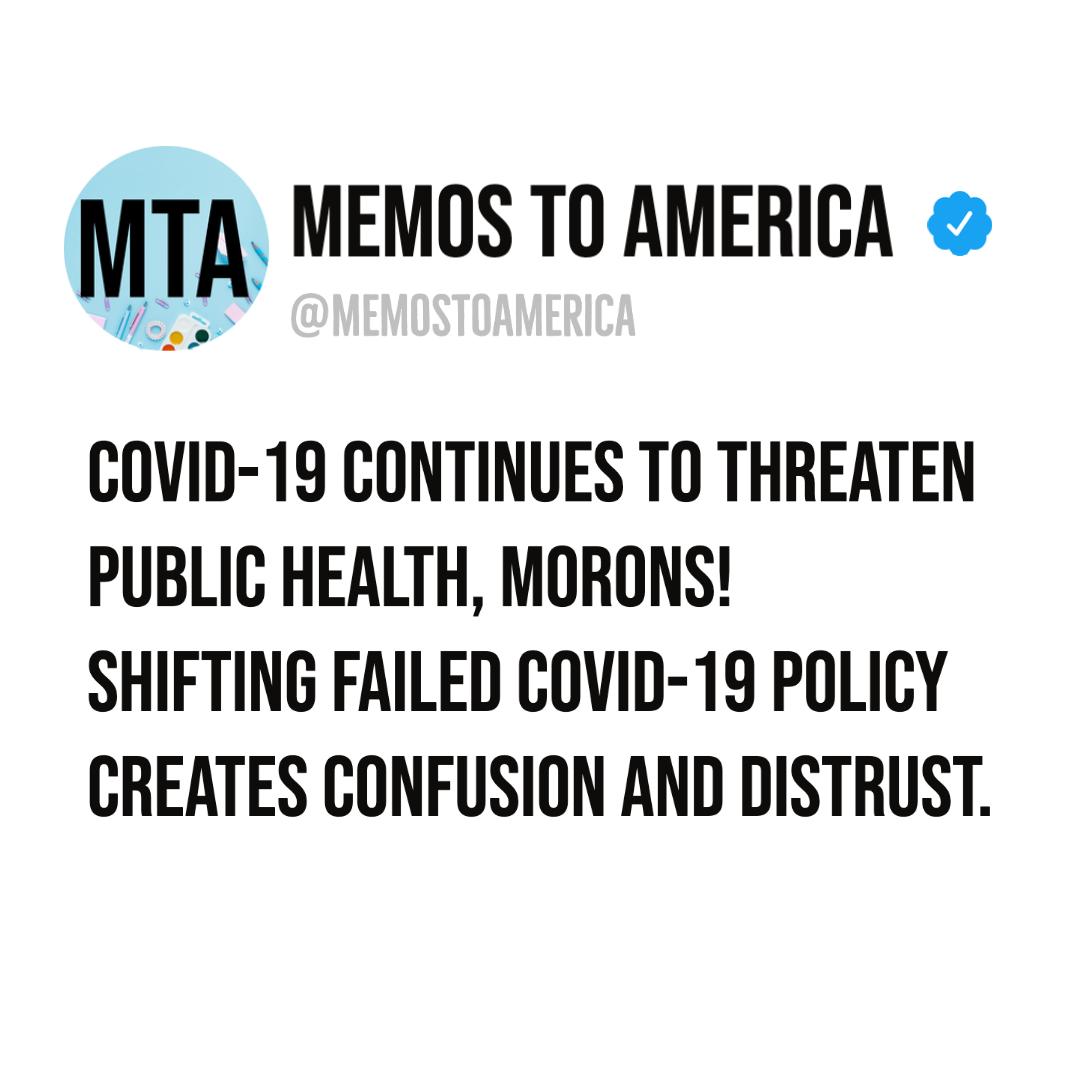 MTA
MEMOS TO AMERICA
@MEMOSTOAMERICA
COVID-19 CONTINUES TO THREATEN
PUBLIC HEALTH, MORONS!
SHIFTING FAILED COVID-19 POLICY
CREATES CONFUSION AND DISTRUST.